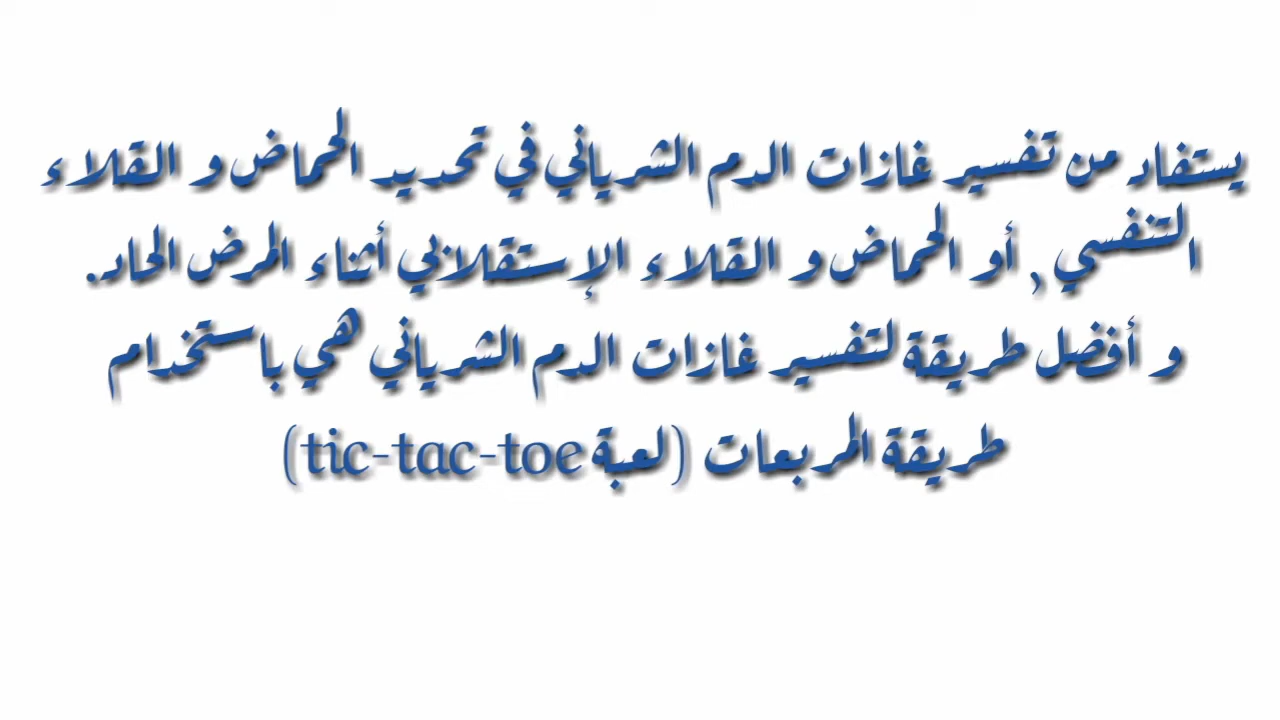 يستفاد من تفسير غازات الدم الشرياني في تحديد الحماض و القلاء
التنفسي , أو الحماض و القلاء الإستقلابي أثناء المرض الحاد.
و أفضل طريقة لتفسير غازات الدم الشرياني هي باستخدام
طريقة المربعات (لعبة tic-tac-toe)